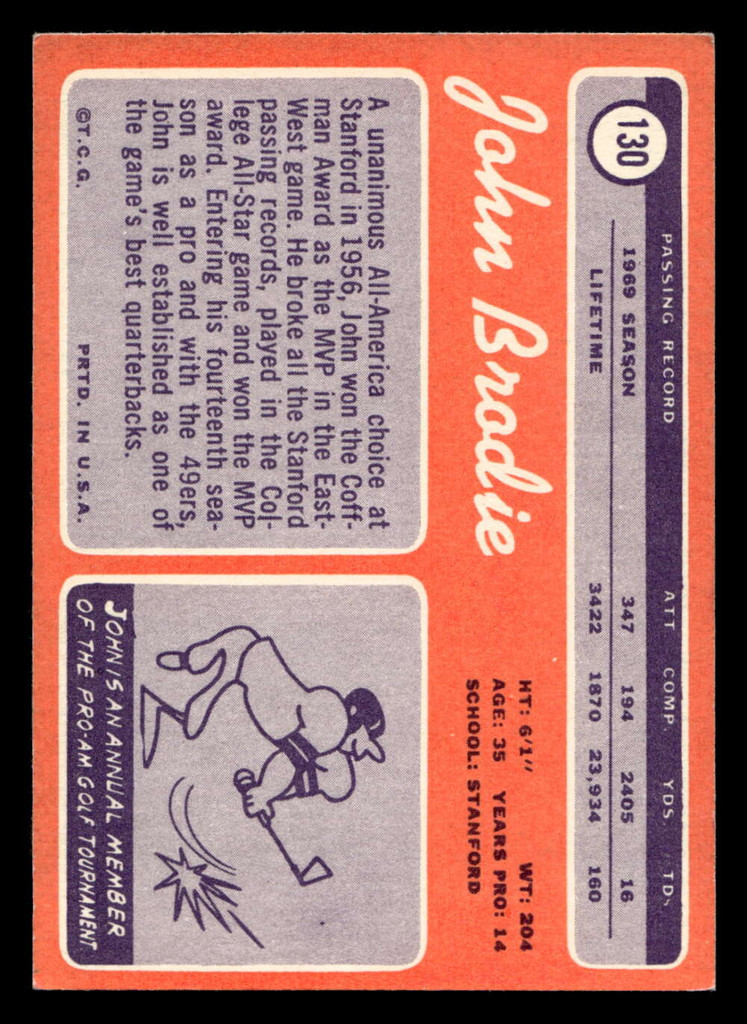 130
PASSING RECORD ATT COMP. YDS. TDS
1969 SEASON 347 194 2405 16
LIFETIME 3422 1870 23,934 160
John Brodie
HT: 6'1" WT: 204
AGE: 35 YEARS PRO: 14
SCHOOL: STANFORD
A unanimous All-America choice at
Stanford in 1956, John won the Coff-
man Award as the MVP in the East-
West game. He broke all the Stanford
passing records, played in the Col-
lege All-Star game and won the MVP
award. Entering his fourteenth sea-
son as a pro and with the 49ers,
John is well established as one of
the game's best quarterbacks.
©T.C.G. PRTD. IN U.S.A.
JOHN IS AN ANNUAL MEMBER
OF THE PRO-AM GOLF TOURNAMENT